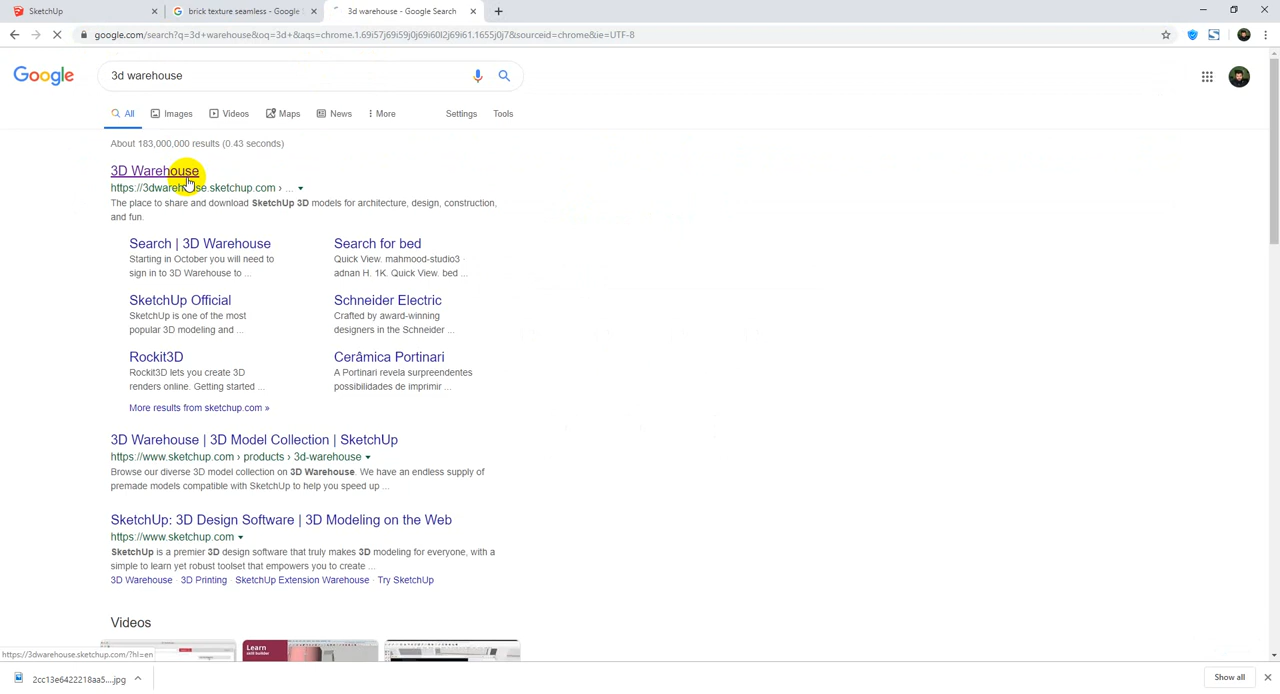 SketchUp
brick texture seamless - Google S
3d warehouse - Google Search
google.com/search?q=3d+warehouse&oq=3d+&aqs=chrome.1.69i57j69i59j0j69i60l2j69i61.1655j0j7&sourceid=chrome&ie=UTF-8
Google
3d warehouse
All Images Videos Maps News More Settings Tools
About 183,000,000 results (0.43 seconds)
3D Warehouse
https://3dwarehouse.sketchup.com › ...
The place to share and download SketchUp 3D models for architecture, design, construction,
and fun.
Search | 3D Warehouse
Starting in October you will need to
sign in to 3D Warehouse to ...
Search for bed
Quick View. mahmood-studio3 ·
adnan H. 1K. Quick View. bed ...
SketchUp Official
SketchUp is one of the most
popular 3D modeling and ...
Schneider Electric
Crafted by award-winning
designers in the Schneider ...
Rockit3D
Rockit3D lets you create 3D
renders online. Getting started ...
Cerâmica Portinari
A Portinari revela surpreendentes
possibilidades de imprimir ...
More results from sketchup.com »
3D Warehouse | 3D Model Collection | SketchUp
https://www.sketchup.com › products › 3d-warehouse
Browse our diverse 3D model collection on 3D Warehouse. We have an endless supply of
premade models compatible with SketchUp to help you speed up ...
SketchUp: 3D Design Software | 3D Modeling on the Web
https://www.sketchup.com
SketchUp is a premier 3D design software that truly makes 3D modeling for everyone, with a
simple to learn yet robust toolset that empowers you to create ...
3D Warehouse · 3D Printing · SketchUp Extension Warehouse · Try SketchUp
Videos
Learn
https://3dwarehouse.sketchup.com/?hl=en
2cc13e6422218aa5....jpg
Show all